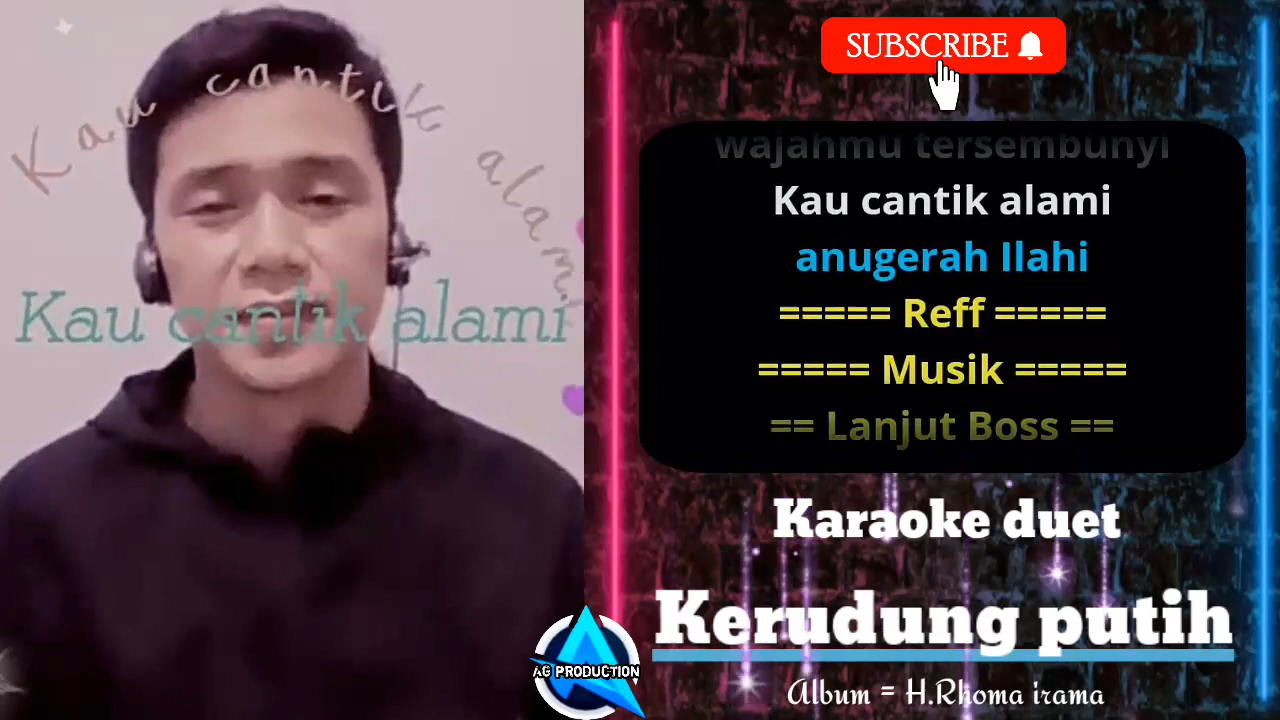 Kau cantik alami
Kau cantik alami
SUBSCRIBE
wajahmu tersembunyi
Kau cantik alami
anugerah Ilahi
===== Reff =====
===== Musik =====
== Lanjut Boss ==
Karaoke duet
Kerudung putih
Album = H.Rhoma irama
AG PRODUCTION